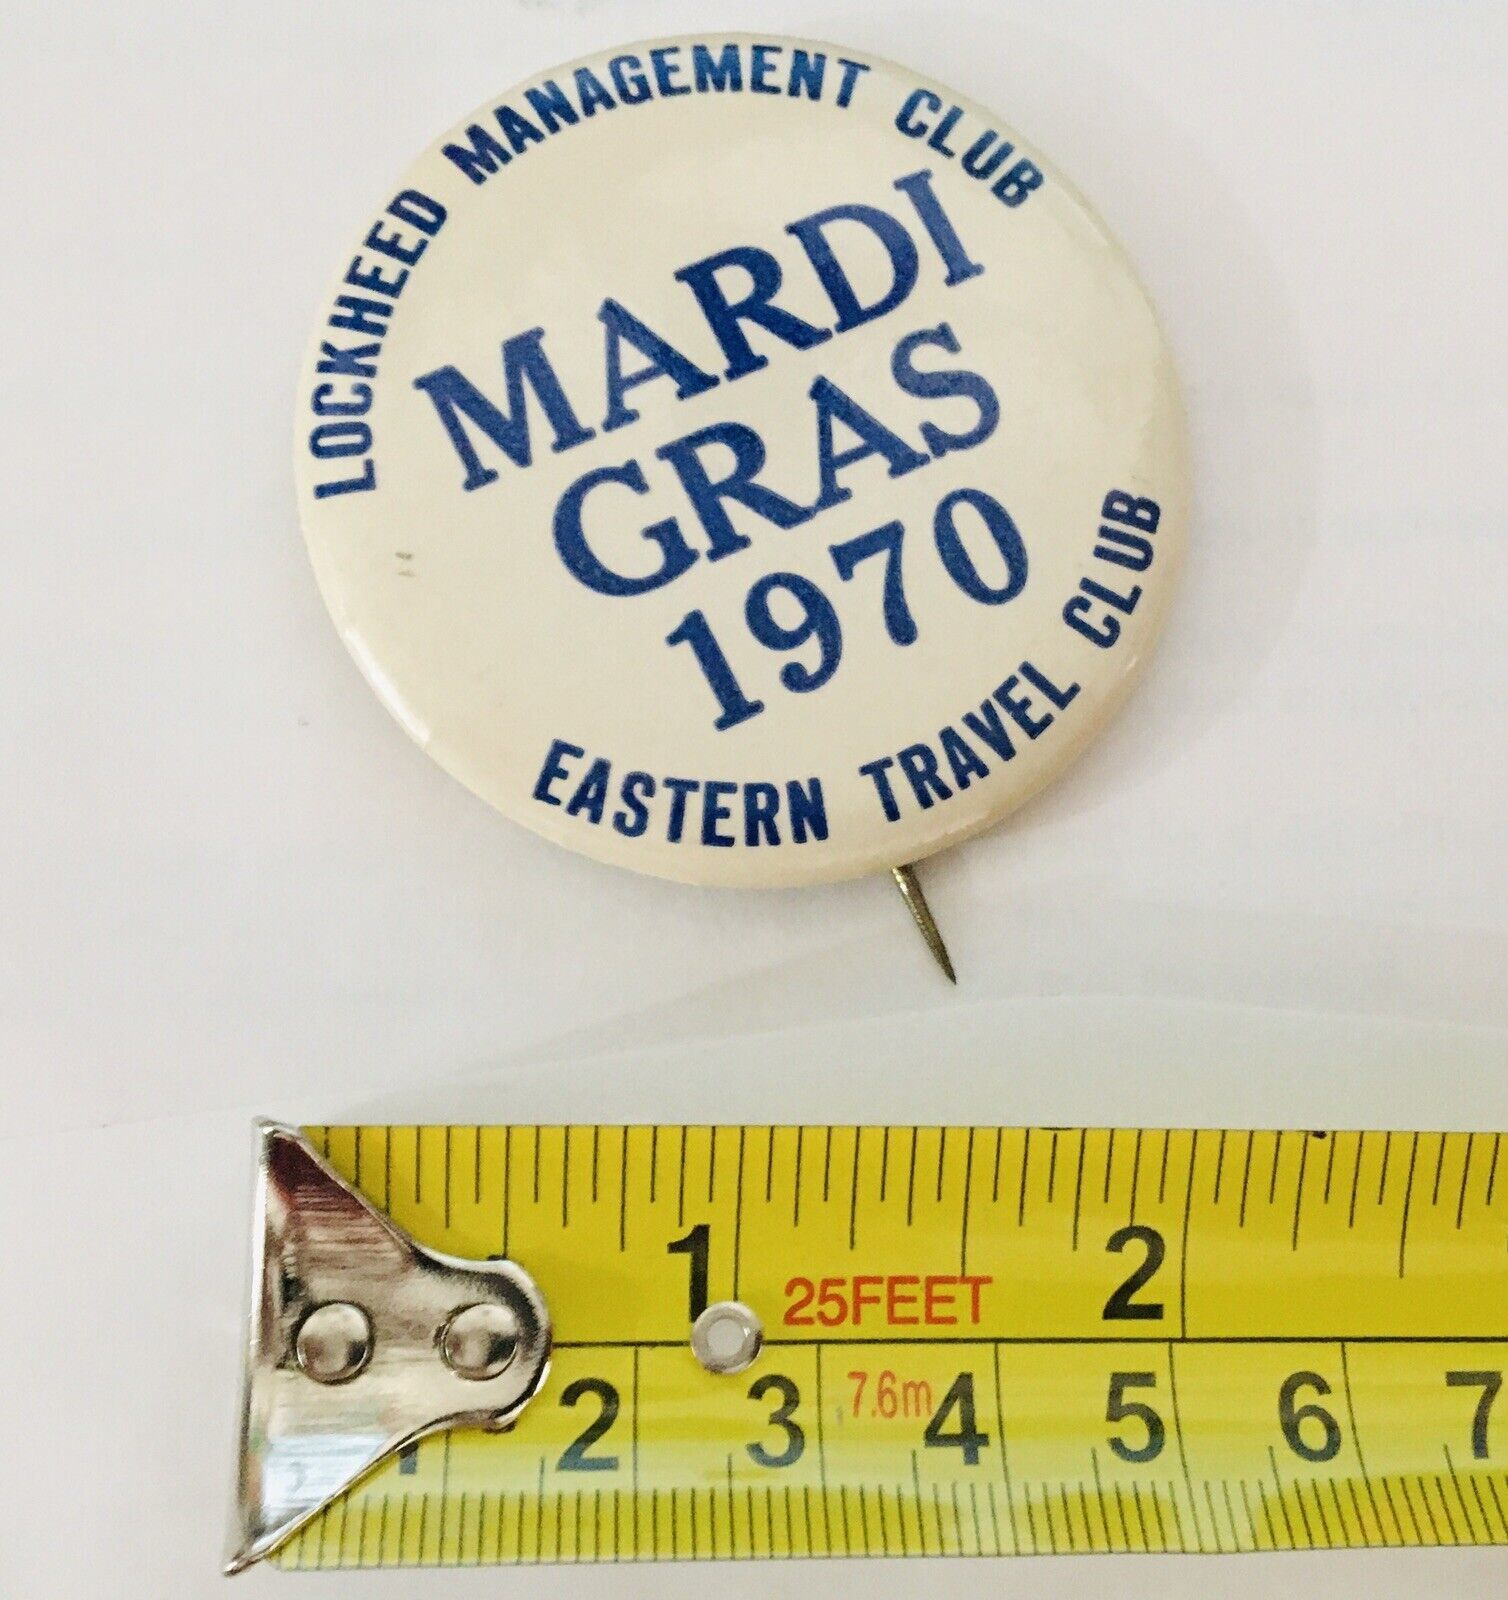 LOCKHEED MANAGEMENT CLUB
MARDI
GRAS
1970
EASTERN TRAVEL CLUB
1 2
25FEET
7.6m
1 2 3 4 5 6 7